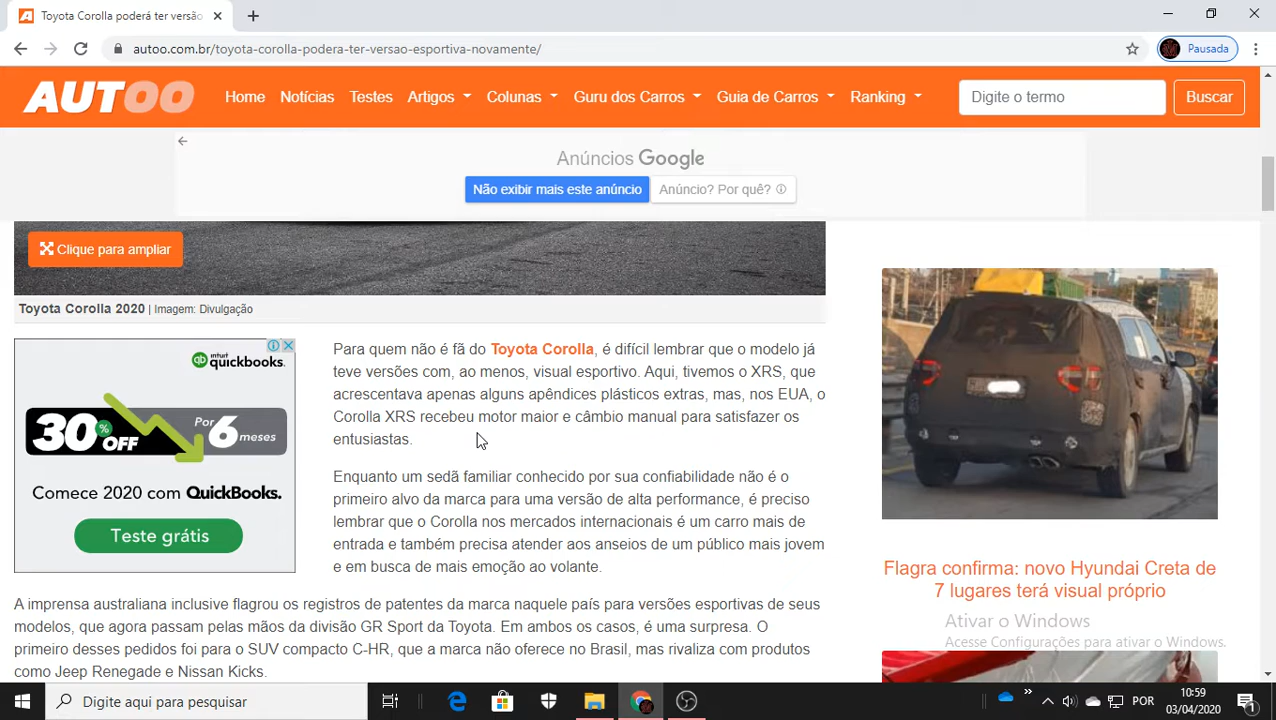 Toyota Corolla poderá ter versão
autoo.com.br/toyota-corolla-podera-ter-versao-esportiva-novamente/
Pausada
AUTOO
Home
Notícias
Testes
Artigos
Colunas
Guru dos Carros
Guia de Carros
Ranking
Digite o termo
Buscar
Anúncios Google
Não exibir mais este anúncio
Anúncio? Por quê?
Clique para ampliar
Toyota Corolla 2020 | Imagem: Divulgação
intuit
quickbooks.
30% OFF
Por
6 meses
Comece 2020 com QuickBooks.
Teste grátis
Para quem não é fã do Toyota Corolla, é difícil lembrar que o modelo já
teve versões com, ao menos, visual esportivo. Aqui, tivemos o XRS, que
acrescentava apenas alguns apêndices plásticos extras, mas, nos EUA, o
Corolla XRS recebeu motor maior e câmbio manual para satisfazer os
entusiastas.
Enquanto um sedã familiar conhecido por sua confiabilidade não é o
primeiro alvo da marca para uma versão de alta performance, é preciso
lembrar que o Corolla nos mercados internacionais é um carro mais de
entrada e também precisa atender aos anseios de um público mais jovem
e em busca de mais emoção ao volante.
A imprensa australiana inclusive flagrou os registros de patentes da marca naquele país para versões esportivas de seus
modelos, que agora passam pelas mãos da divisão GR Sport da Toyota. Em ambos os casos, é uma surpresa. O
primeiro desses pedidos foi para o SUV compacto C-HR, que a marca não oferece no Brasil, mas rivaliza com produtos
como Jeep Renegade e Nissan Kicks.
Flagra confirma: novo Hyundai Creta de
7 lugares terá visual próprio
Ativar o Windows
Acesse Configurações para ativar o Windows.
Digite aqui para pesquisar
POR
10:59
03/04/2020
1